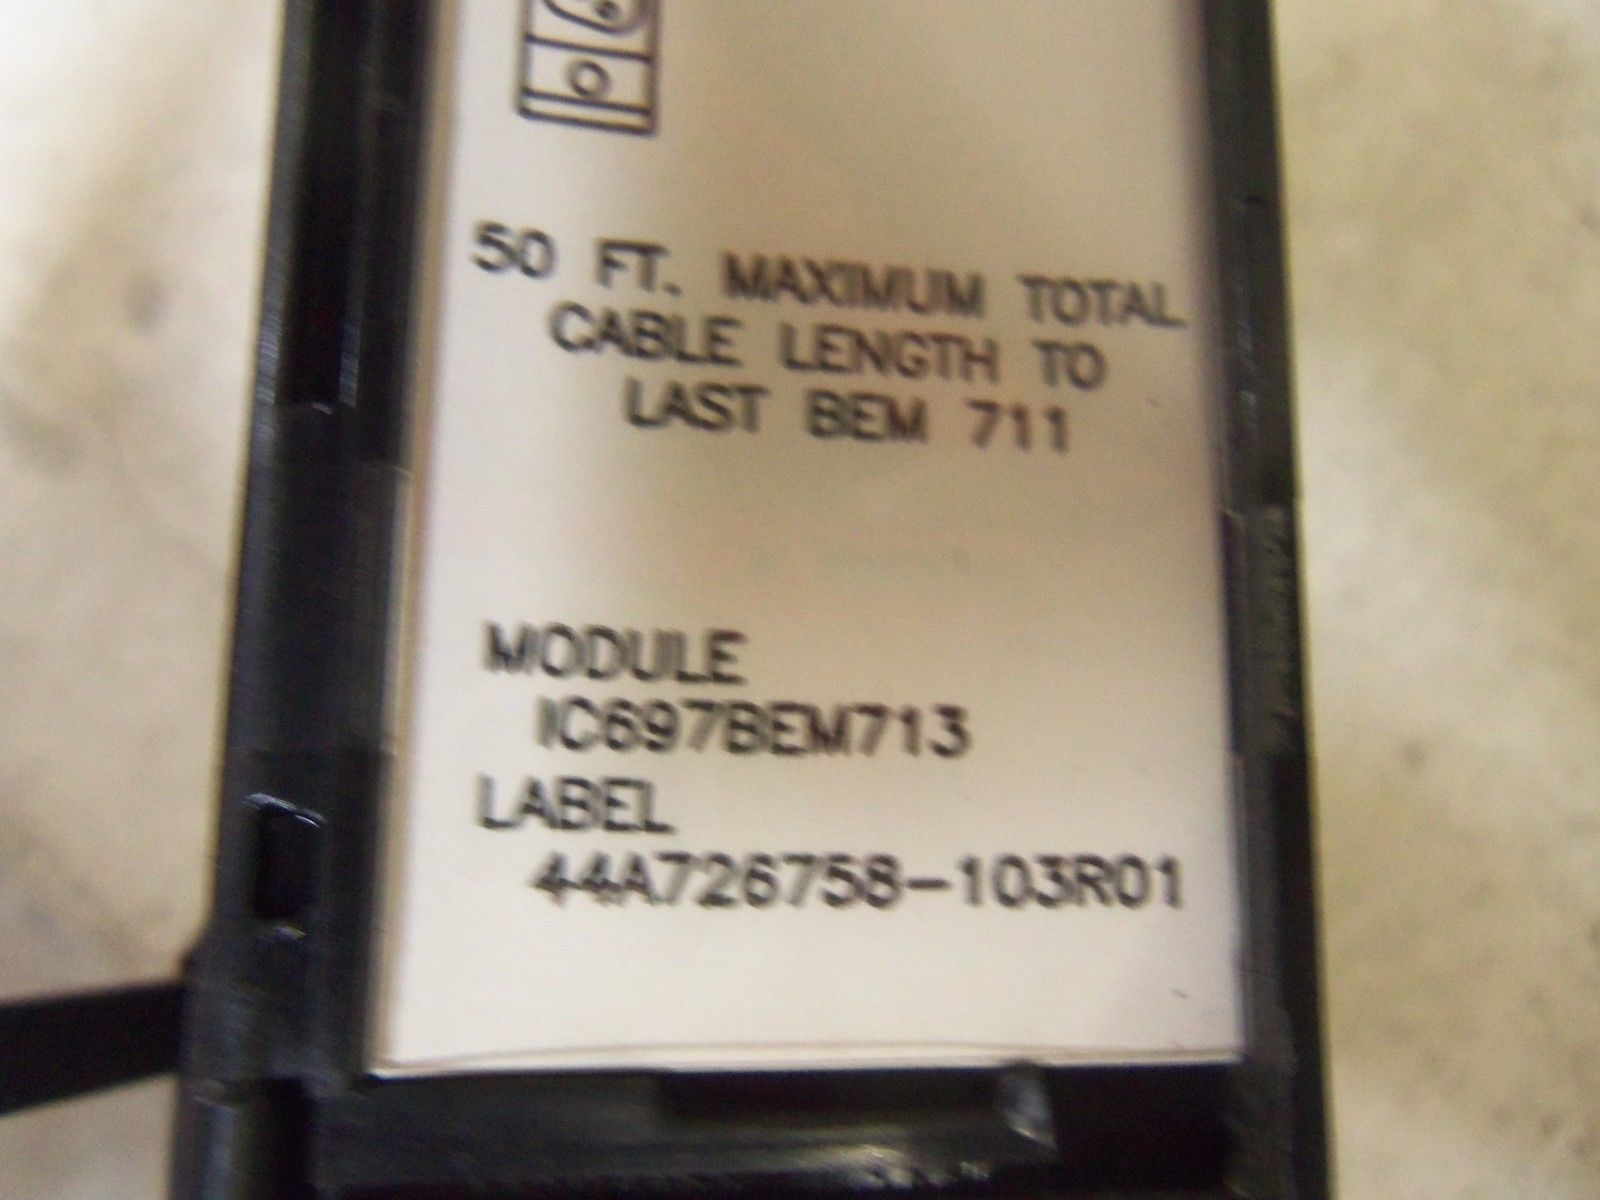 50 FT. MAXIMUM TOTAL
CABLE LENGTH TO
LAST BEM 711
MODULE
IC697BEM713
LABEL
44A726758-103R01